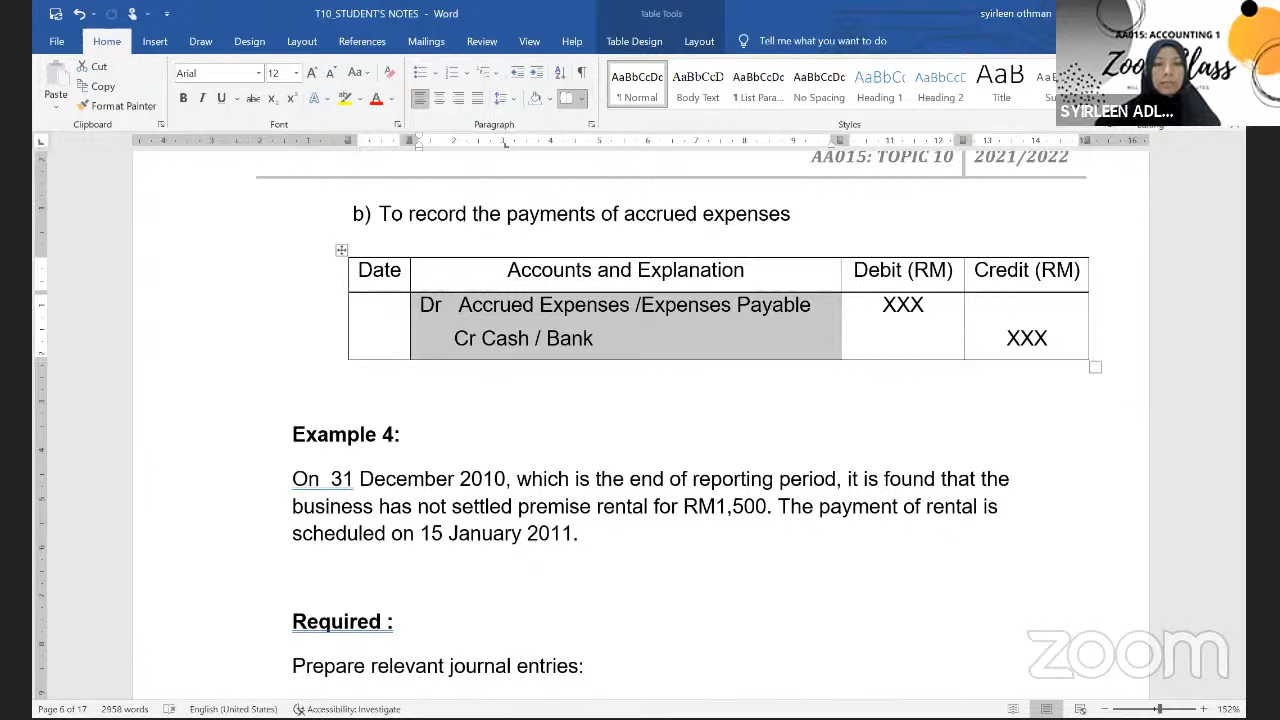 T10_STUDENT'S NOTES - Word
Table Tools
syirleen othman
File Home Insert Draw Design Layout References Mailings Review View Help Table Design Layout Tell me what you want to do
AA015: ACCOUNTING 1
SYIRLEEN ADL...
Paste
Cut
Copy
Format Painter
Arial 12
AaBbCcDc AaBbCcD AaBbCcDc AaBbCcDc AaBbCc AaBbCcDc AaB
¶ Normal Body Text ¶ List Para... No Spacing Heading 1 Heading 2 Title
Clipboard Font Paragraph Styles
AA015: TOPIC 10 2021/2022
b) To record the payments of accrued expenses
Date Accounts and Explanation Debit (RM) Credit (RM)
Dr Accrued Expenses /Expenses Payable XXX
Cr Cash / Bank XXX
Example 4:
On 31 December 2010, which is the end of reporting period, it is found that the
business has not settled premise rental for RM1,500. The payment of rental is
scheduled on 15 January 2011.
Required :
Prepare relevant journal entries:
zoom
Page 6 of 17 2958 words English (United States) Accessibility: Investigate 152%